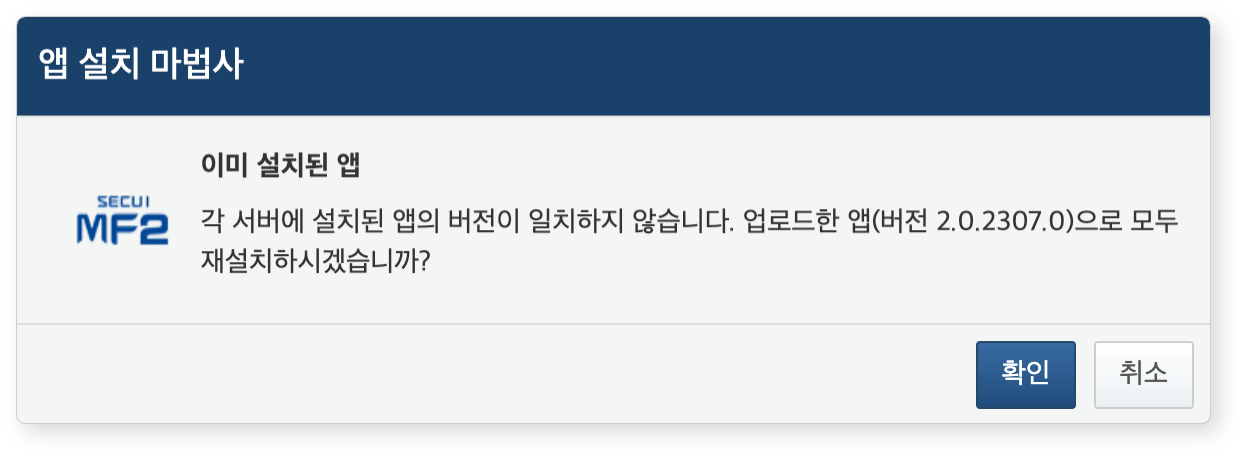 앱 설치 마법사
이미 설치된 앱
SECUI
MF2
각 서버에 설치된 앱의 버전이 일치하지 않습니다. 업로드한 앱(버전 2.0.2307.0)으로 모두
재설치하시겠습니까?
확인
취소